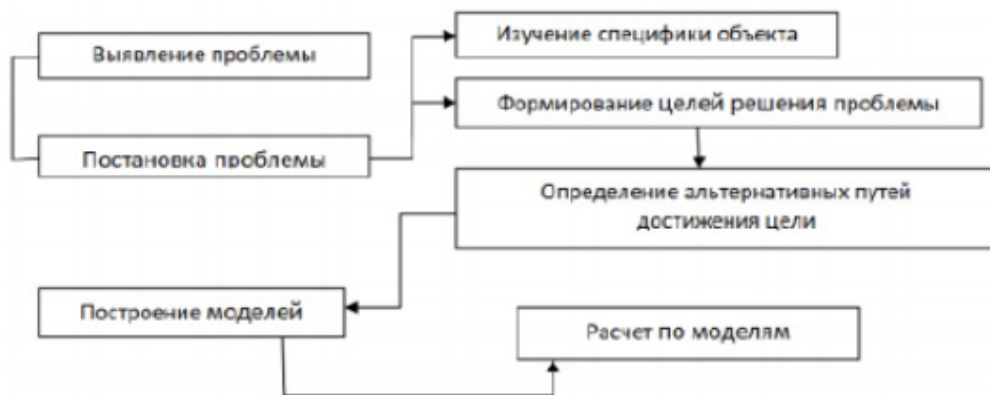 Выявление проблемы
Изучение специфики объекта
Формирование целей решения проблемы
Постановка проблемы
Определение альтернативных путей
достижения цели
Построение моделей
Расчет по моделям